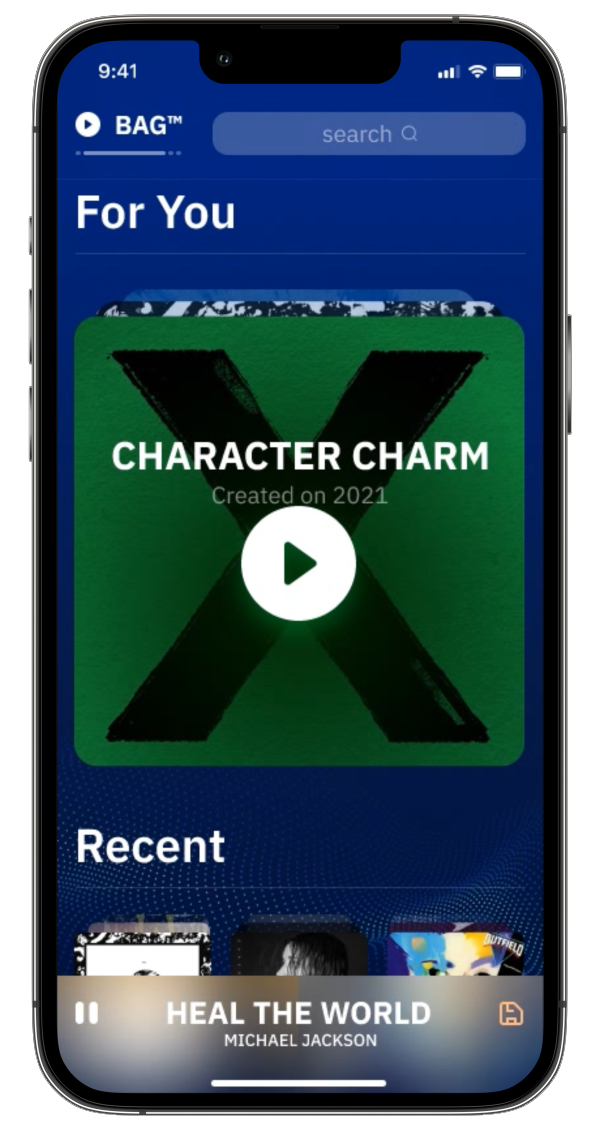 9:41
BAG™
search
For You
CHARACTER CHARM
Created on 2021
Recent
OUTFIELD
HEAL THE WORLD
MICHAEL JACKSON